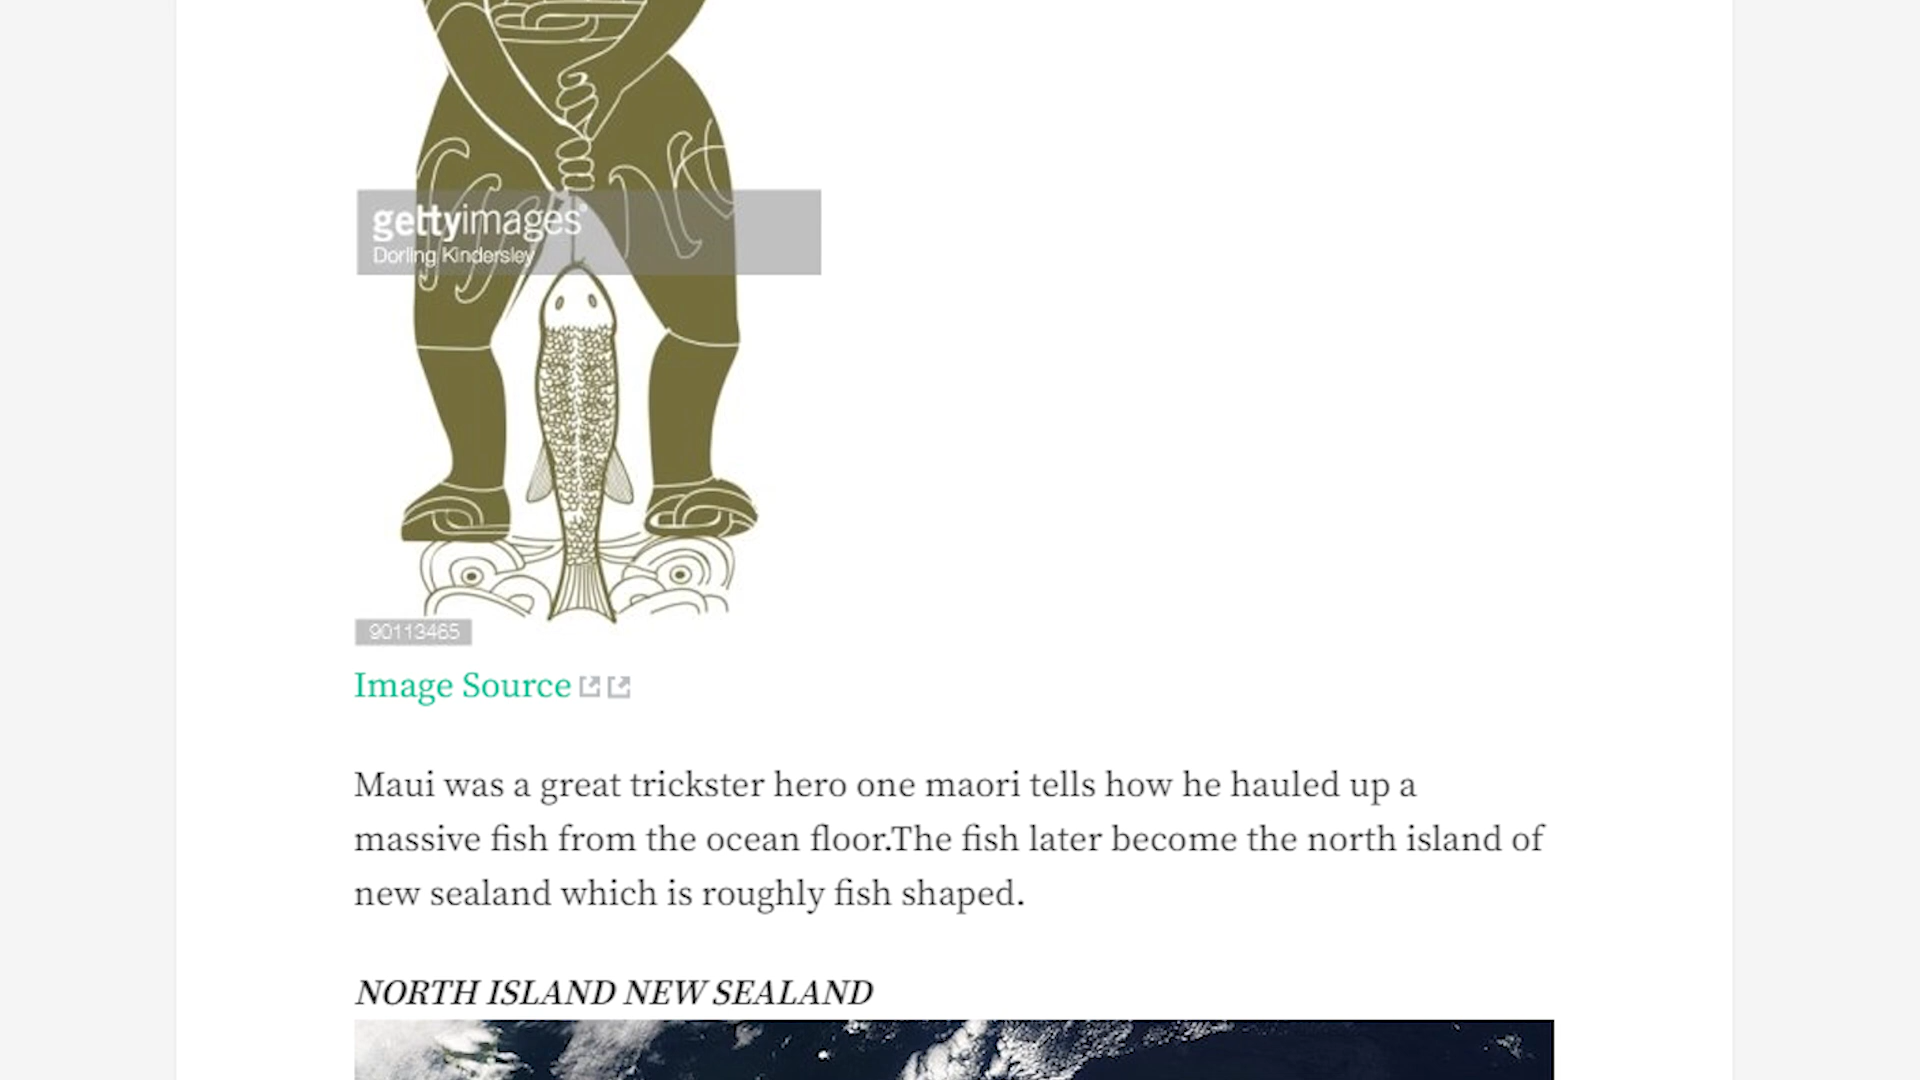 gettyimages®
Dorling Kindersley
90113465
Image Source
Maui was a great trickster hero one maori tells how he hauled up a
massive fish from the ocean floor.The fish later become the north island of
new sealand which is roughly fish shaped.
NORTH ISLAND NEW SEALAND